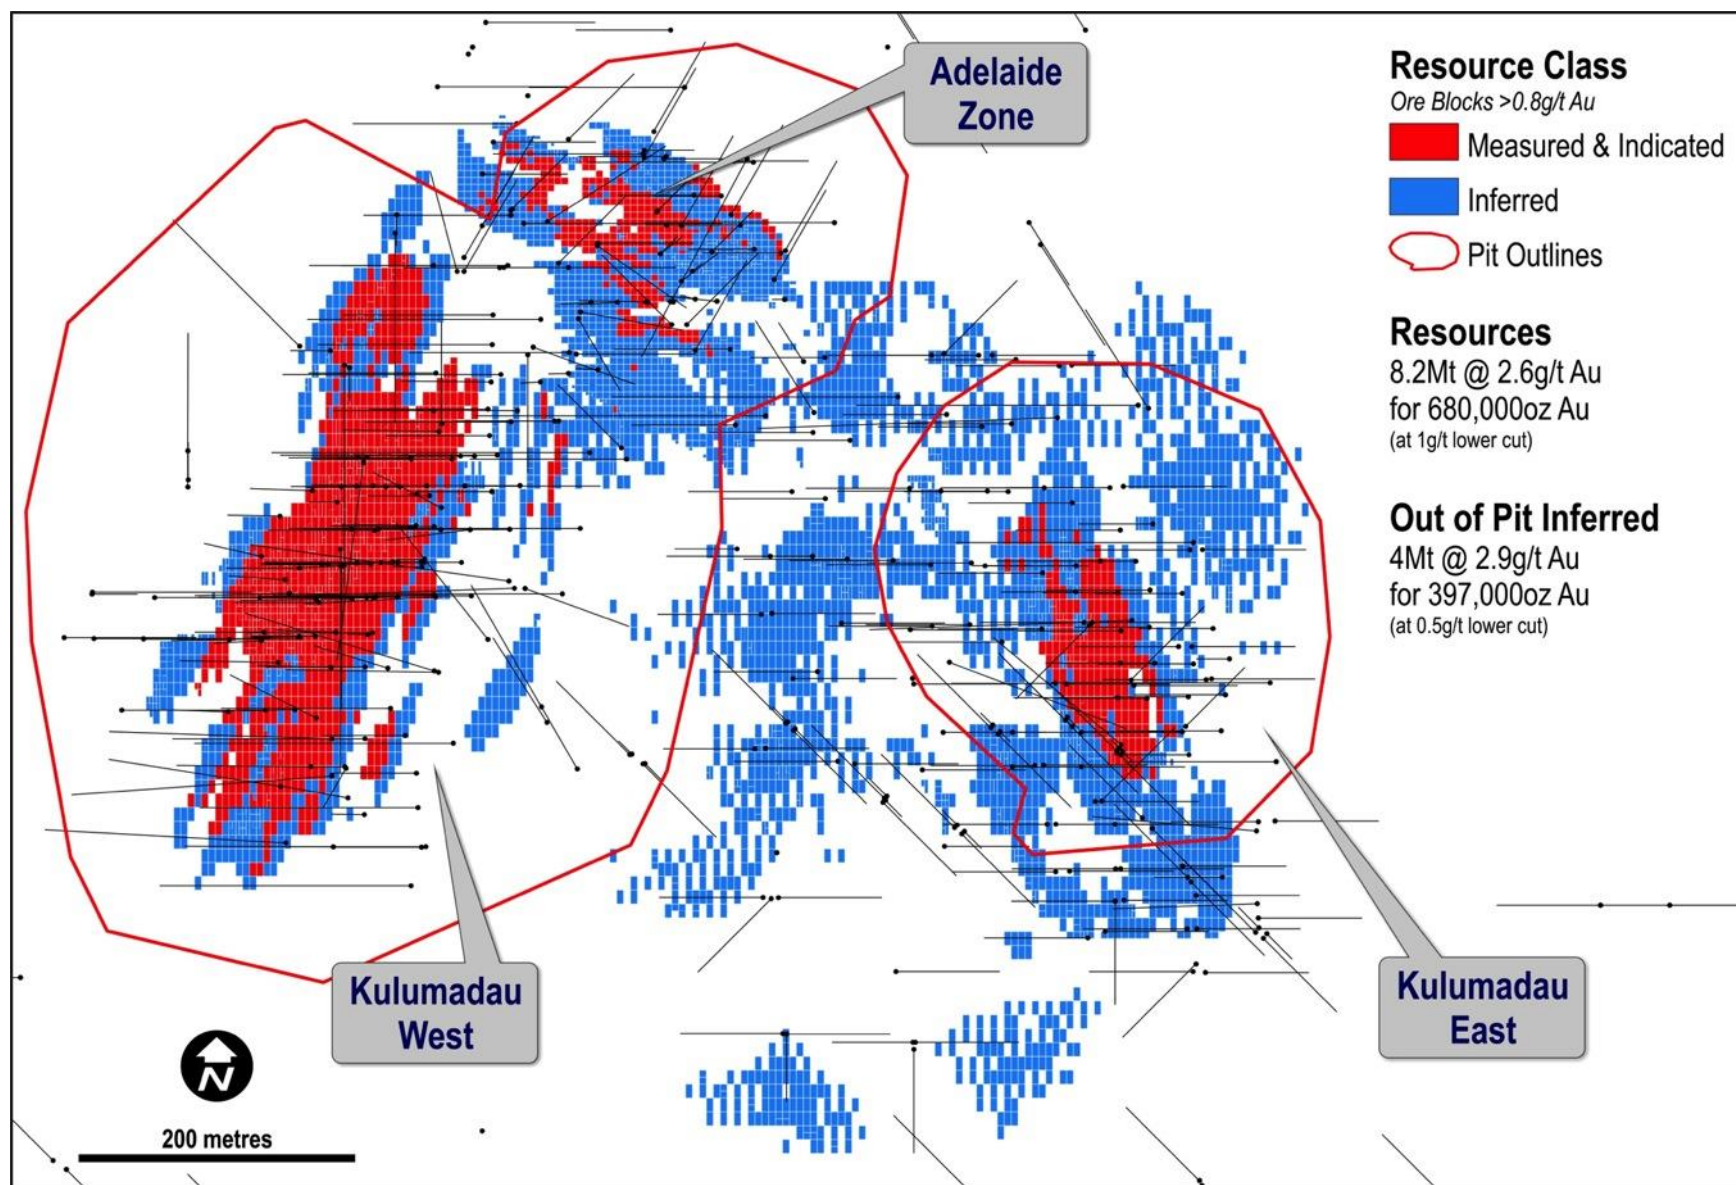 Adelaide
Zone
Resource Class
Ore Blocks >0.8g/t Au
Measured & Indicated
Inferred
Pit Outlines
Resources
8.2Mt @ 2.6g/t Au
for 680,000oz Au
(at 1g/t lower cut)
Out of Pit Inferred
4Mt @ 2.9g/t Au
for 397,000oz Au
(at 0.5g/t lower cut)
Kulumadau
West
Kulumadau
East
N
200 metres